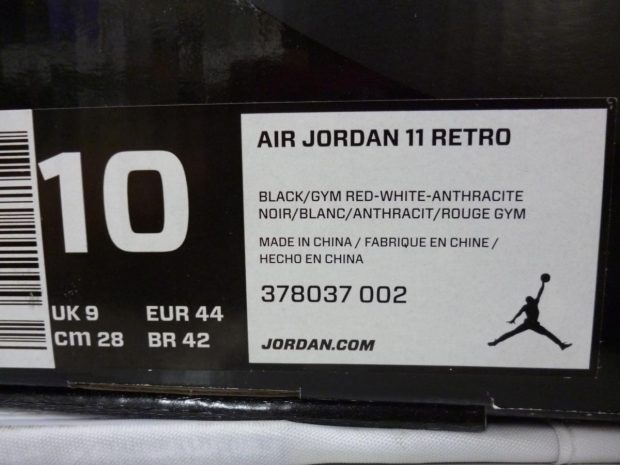 10
UK 9 EUR 44
cm 28 BR 42
AIR JORDAN 11 RETRO
BLACK/GYM RED-WHITE-ANTHRACITE
NOIR/BLANC/ANTHRACIT/ROUGE GYM
MADE IN CHINA / FABRIQUE EN CHINE /
HECHO EN CHINA
378037 002
JORDAN.COM